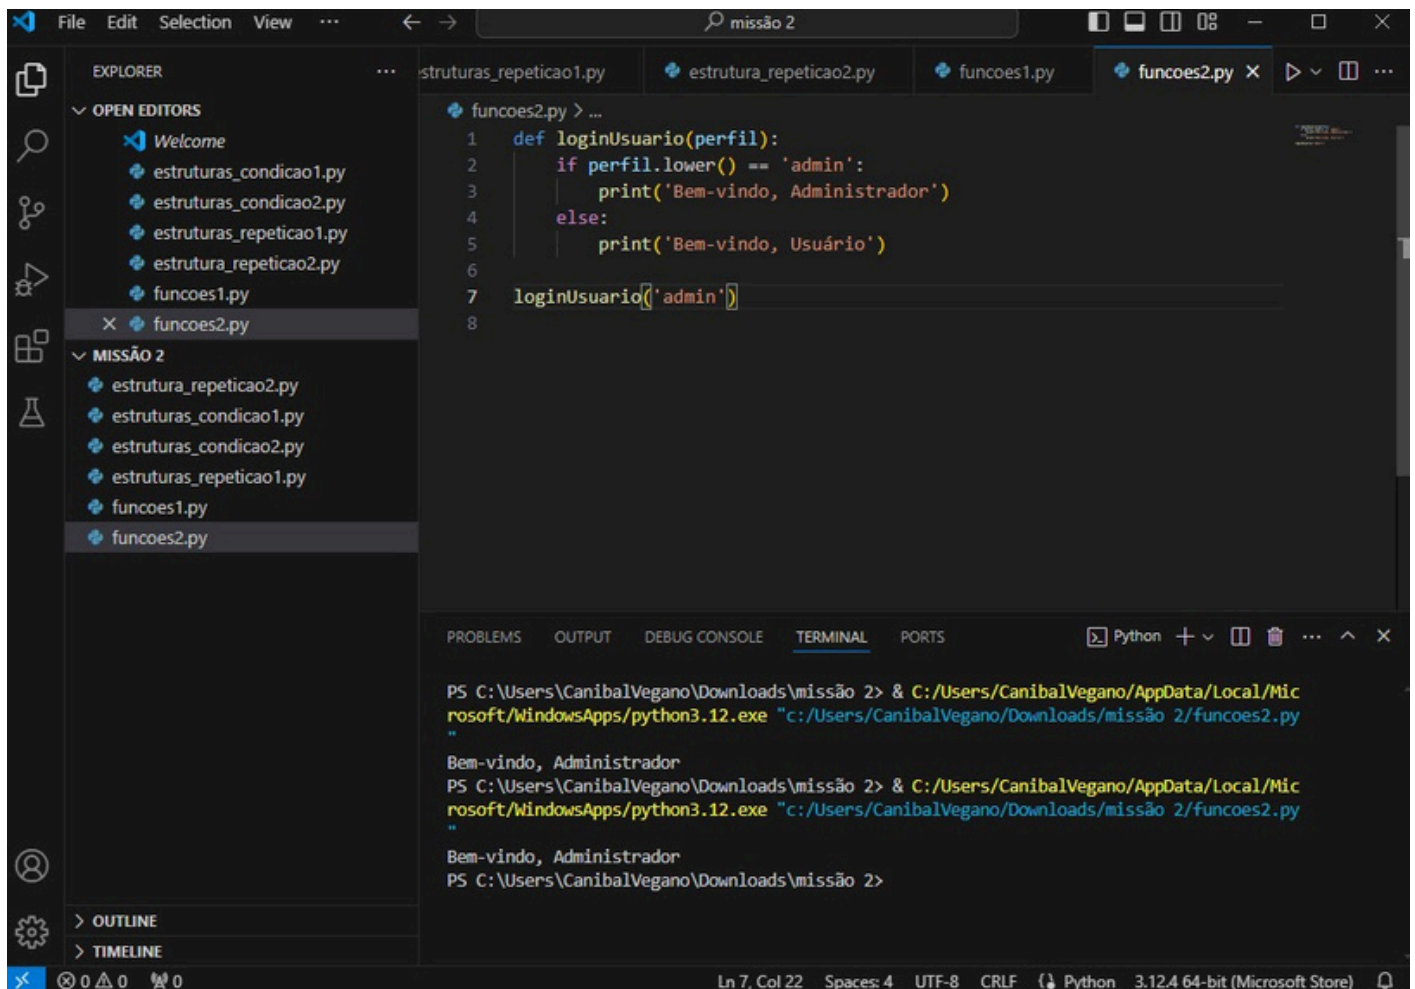 File Edit Selection View ··· ← → missão 2
EXPLORER ···
OPEN EDITORS
Welcome
estruturas_condicao1.py
estruturas_condicao2.py
estruturas_repeticao1.py
estrutura_repeticao2.py
funcoes1.py
funcoes2.py
MISSÃO 2
estrutura_repeticao2.py
estruturas_condicao1.py
estruturas_condicao2.py
estruturas_repeticao1.py
funcoes1.py
funcoes2.py
OUTLINE
TIMELINE
struturas_repeticao1.py estrutura_repeticao2.py funcoes1.py funcoes2.py
funcoes2.py > ...
1 def loginUsuario(perfil):
2 if perfil.lower() == 'admin':
3 print('Bem-vindo, Administrador')
4 else:
5 print('Bem-vindo, Usuário')
6
7 loginUsuario('admin')
8
PROBLEMS OUTPUT DEBUG CONSOLE TERMINAL PORTS Python
PS C:\Users\CanibalVegano\Downloads\missão 2> & C:/Users/CanibalVegano/AppData/Local/Mic
rosoft/WindowsApps/python3.12.exe "c:/Users/CanibalVegano/Downloads/missão 2/funcoes2.py
"
Bem-vindo, Administrador
PS C:\Users\CanibalVegano\Downloads\missão 2> & C:/Users/CanibalVegano/AppData/Local/Mic
rosoft/WindowsApps/python3.12.exe "c:/Users/CanibalVegano/Downloads/missão 2/funcoes2.py
"
Bem-vindo, Administrador
PS C:\Users\CanibalVegano\Downloads\missão 2>
0 0 0 Ln 7, Col 22 Spaces: 4 UTF-8 CRLF Python 3.12.4 64-bit (Microsoft Store)